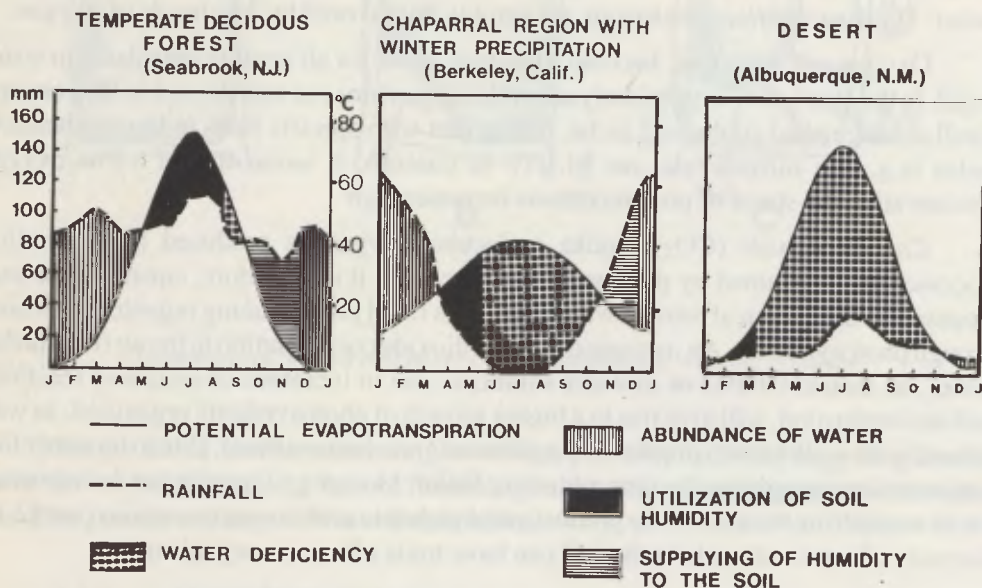 TEMPERATE DECIDOUS
FOREST
(Seabrook, N.J.)
CHAPARRAL REGION WITH
WINTER PRECIPITATION
(Berkeley, Calif.)
DESERT
(Albuquerque, N.M.)
mm
160
140
120
100
80
60
40
20
°C
80
60
40
20
J F M A M J J A S O N D J
F M A M J J A S O N D J
M A M J J A S O N D J
POTENTIAL EVAPOTRANSPIRATION
RAINFALL
WATER DEFICIENCY
ABUNDANCE OF WATER
UTILIZATION OF SOIL
HUMIDITY
SUPPLYING OF HUMIDITY
TO THE SOIL